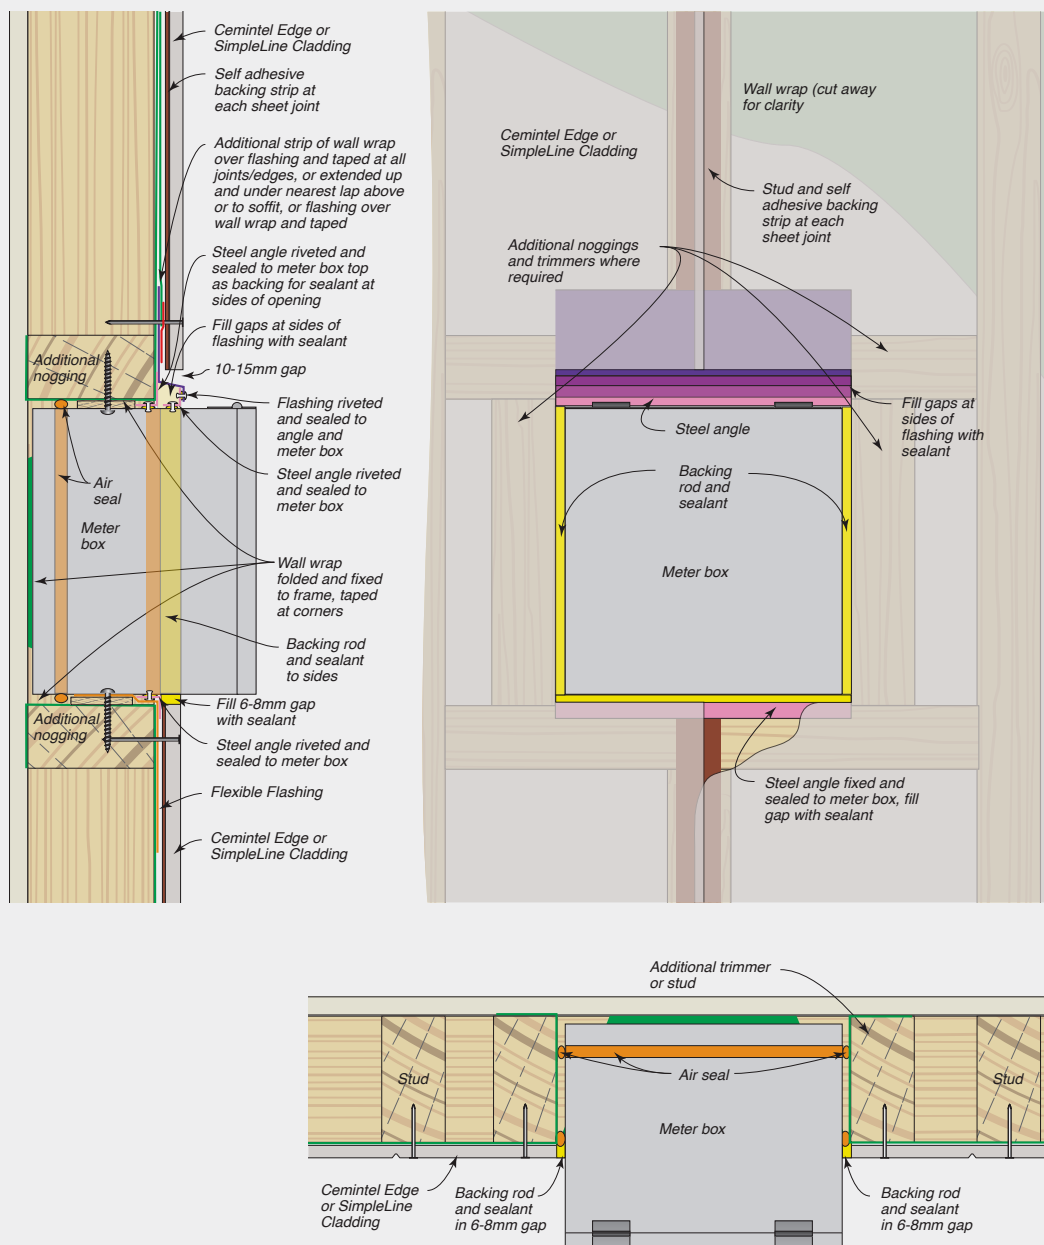 Cemintel Edge or
SimpleLine Cladding
Self adhesive
backing strip at
each sheet joint
Additional strip of wall wrap
over flashing and taped at all
joints/edges, or extended up
and under nearest lap above
or to soffit, or flashing over
wall wrap and taped
Steel angle riveted and
sealed to meter box top
as backing for sealant at
sides of opening
Fill gaps at sides of
flashing with sealant
10-15mm gap
Additional
nogging
Flashing riveted
and sealed to
angle and
meter box
Steel angle riveted
and sealed to
meter box
Air
seal
Meter
box
Wall wrap
folded and fixed
to frame, taped
at corners
Backing rod
and sealant
to sides
Fill 6-8mm gap
with sealant
Additional
nogging
Steel angle riveted and
sealed to meter box
Flexible Flashing
Cemintel Edge or
SimpleLine Cladding
Wall wrap (cut away
for clarity
Cemintel Edge or
SimpleLine Cladding
Stud and self
adhesive backing
strip at each
sheet joint
Additional noggings
and trimmers where
required
Steel angle
Fill gaps at
sides of
flashing with
sealant
Backing
rod and
sealant
Meter box
Steel angle fixed and
sealed to meter box, fill
gap with sealant
Additional trimmer
or stud
Stud
Air seal
Stud
Meter box
Cemintel Edge
or SimpleLine
Cladding
Backing rod
and sealant
in 6-8mm gap
Backing rod
and sealant
in 6-8mm gap